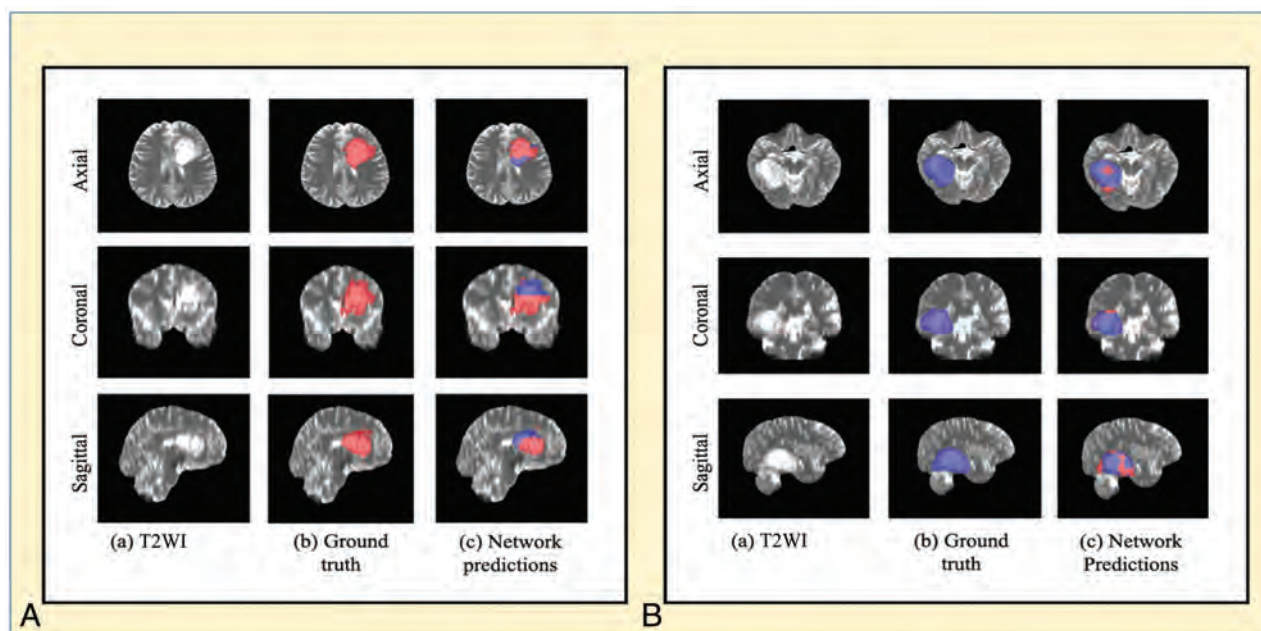 Axial
Coronal
Sagittal
(a) T2WI
(b) Ground
truth
(c) Network
predictions
A
Axial
Coronal
Sagittal
(a) T2WI
(b) Ground
truth
(c) Network
Predictions
B